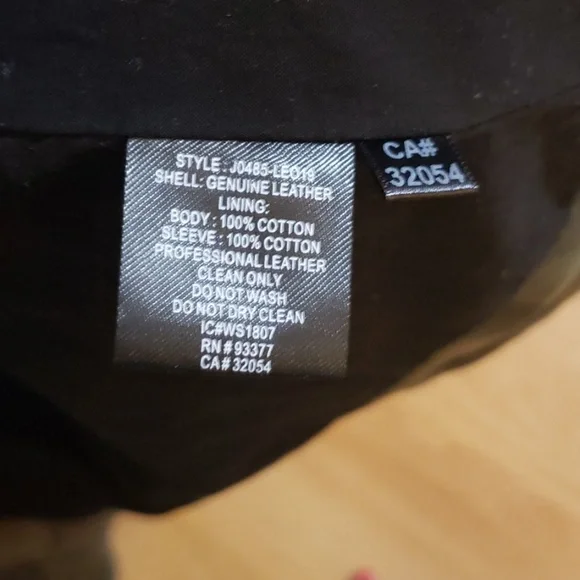 STYLE : J0485-LEO19
SHELL: GENUINE LEATHER
LINING:
BODY : 100% COTTON
SLEEVE : 100% COTTON
PROFESSIONAL LEATHER
CLEAN ONLY
DO NOT WASH
DO NOT DRY CLEAN
IC#WS1807
RN # 93377
CA# 32054
CA#
32054